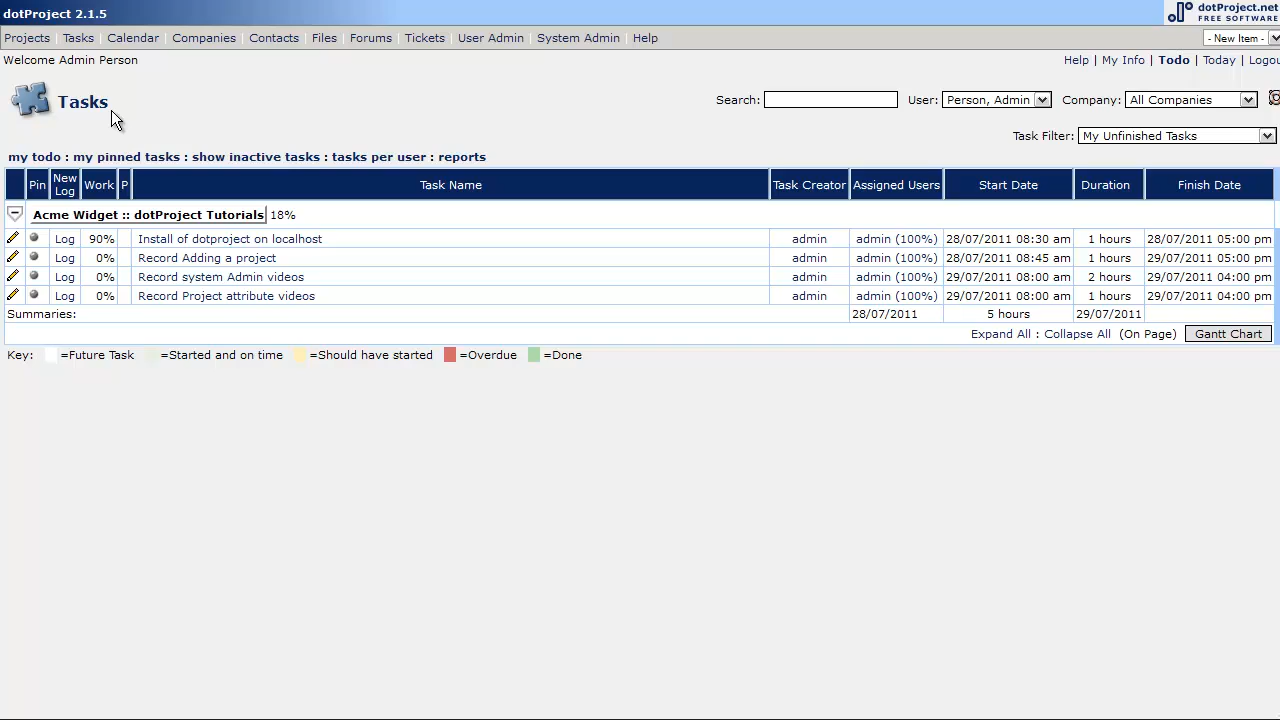 dotProject 2.1.5
dotProject.net
FREE SOFTWARE
Projects Tasks Calendar Companies Contacts Files Forums Tickets User Admin System Admin Help
- New Item -
Welcome Admin Person
Help | My Info | Todo | Today | Logou
Tasks
Search: User: Person, Admin Company: All Companies
Task Filter: My Unfinished Tasks
my todo : my pinned tasks : show inactive tasks : tasks per user : reports
Pin New Log Work P Task Name Task Creator Assigned Users Start Date Duration Finish Date
Acme Widget :: dotProject Tutorials 18%
Log 90% Install of dotproject on localhost admin admin (100%) 28/07/2011 08:30 am 1 hours 28/07/2011 05:00 pm
Log 0% Record Adding a project admin admin (100%) 28/07/2011 08:45 am 1 hours 29/07/2011 05:00 pm
Log 0% Record system Admin videos admin admin (100%) 29/07/2011 08:00 am 2 hours 29/07/2011 04:00 pm
Log 0% Record Project attribute videos admin admin (100%) 29/07/2011 08:00 am 1 hours 29/07/2011 04:00 pm
Summaries: 28/07/2011 5 hours 29/07/2011
Expand All : Collapse All (On Page) Gantt Chart
Key: =Future Task =Started and on time =Should have started =Overdue =Done